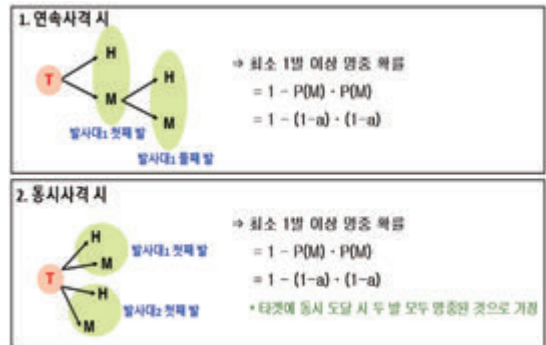 1. 연속사격 시
H
T
M
H
M
발사대1 첫째 발
발사대1 둘째 발
⇒ 최소 1발 이상 명중 확률
= 1 - P(M) · P(M)
= 1 - (1-a) · (1-a)
2. 동시사격 시
H
M
발사대1 첫째 발
T
H
M
발사대2 첫째 발
⇒ 최소 1발 이상 명중 확률
= 1 - P(M) · P(M)
= 1 - (1-a) · (1-a)
* 타겟에 동시 도달 시 두 발 모두 명중된 것으로 가정